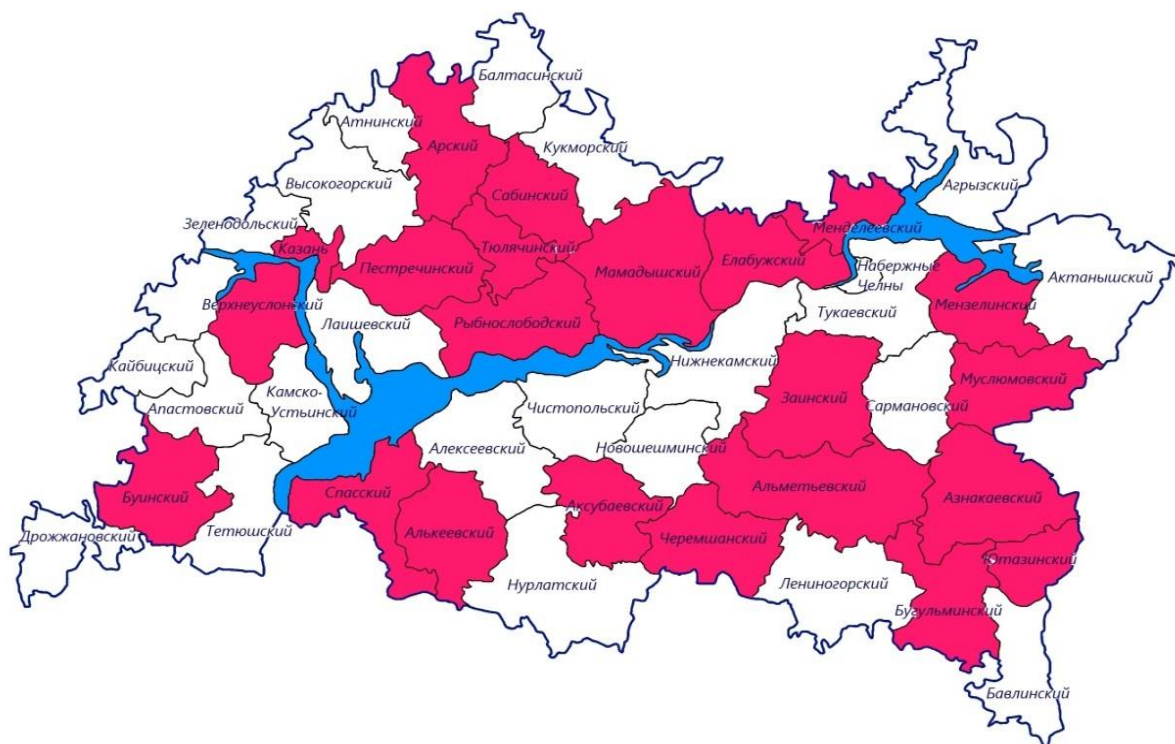 Балтасинский
Атнинский
Арский
Кукморский
Высокогорский
Сабинский
Агрызский
Зеленодольский
Казань
Тюлячинский
Менделеевский
Пестречинский
Мамадышский
Елабужский
Набержные
Челны
Актанышский
Верхнеуслонский
Лаишевский
Рыбнослободский
Тукаевский
Мензелинский
Кайбицский
Нижнекамский
Камско-
Устьинский
Апастовский
Чистопольский
Заинский
Сармановский
Муслюмовский
Алексеевский
Новошешминский
Буинский
Спасский
Аксубаевский
Альметьевский
Азнакаевский
Дрожжановский
Тетюшский
Алькеевский
Черемшанский
Ютазинский
Нурлатский
Лениногорский
Бугульминский
Бавлинский